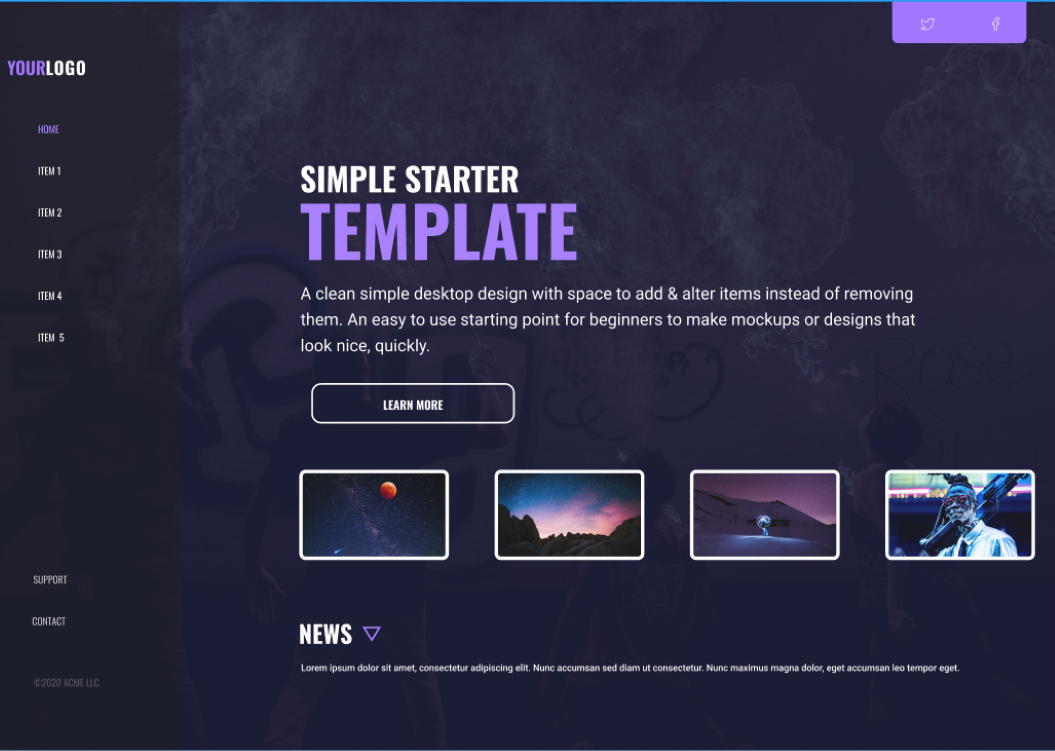 YOURLOGO
HOME
ITEM 1
ITEM 2
ITEM 3
ITEM 4
ITEM 5
SUPPORT
CONTACT
©2020 ACME LLC.
SIMPLE STARTER
TEMPLATE
A clean simple desktop design with space to add & alter items instead of removing
them. An easy to use starting point for beginners to make mockups or designs that
look nice, quickly.
LEARN MORE
NEWS
Lorem ipsum dolor sit amet, consectetur adipiscing elit. Nunc accumsan sed diam ut consectetur. Nunc maximus magna dolor, eget accumsan leo tempor eget.